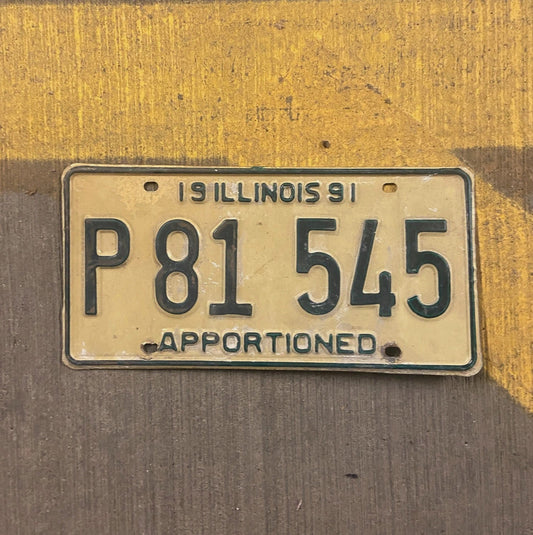 19 ILLINOIS 91
P 81 545
APPORTIONED